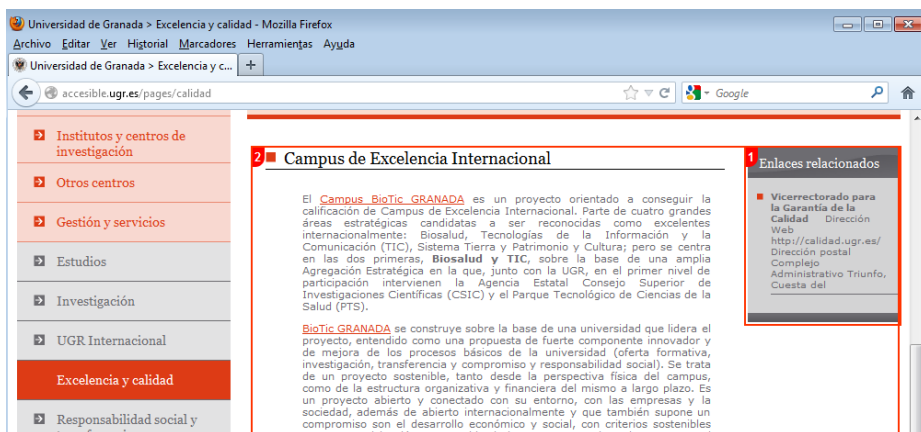 Universidad de Granada > Excelencia y calidad - Mozilla Firefox
Archivo Editar Ver Historial Marcadores Herramientas Ayuda
Universidad de Granada > Excelencia y c... +
accesible.ugr.es/pages/calidad
Google
Institutos y centros de
investigación
Otros centros
Gestión y servicios
Estudios
Investigación
UGR Internacional
Excelencia y calidad
Responsabilidad social y
2 Campus de Excelencia Internacional
El Campus BioTic GRANADA es un proyecto orientado a conseguir la
calificación de Campus de Excelencia Internacional. Parte de cuatro grandes
áreas estratégicas candidatas a ser reconocidas como excelentes
internacionalmente: Biosalud, Tecnologías de la Información y la
Comunicación (TIC), Sistema Tierra y Patrimonio y Cultura; pero se centra
en las dos primeras, Biosalud y TIC, sobre la base de una amplia
Agregación Estratégica en la que, junto con la UGR, en el primer nivel de
participación intervienen la Agencia Estatal Consejo Superior de
Investigaciones Científicas (CSIC) y el Parque Tecnológico de Ciencias de la
Salud (PTS).
BioTic GRANADA se construye sobre la base de una universidad que lidera el
proyecto, entendido como una propuesta de fuerte componente innovador y
de mejora de los procesos básicos de la universidad (oferta formativa,
investigación, transferencia y compromiso y responsabilidad social). Se trata
de un proyecto sostenible, tanto desde la perspectiva física del campus,
como de la estructura organizativa y financiera del mismo a largo plazo. Es
un proyecto abierto y conectado con su entorno, con las empresas y la
sociedad, además de abierto internacionalmente y que también supone un
compromiso son el desarrollo económico y social, con criterios sostenibles
1 Enlaces relacionados
Vicerrectorado para
la Garantía de la
Calidad Dirección
Web
http://calidad.ugr.es/
Dirección postal
Complejo
Administrativo Triunfo,
Cuesta del